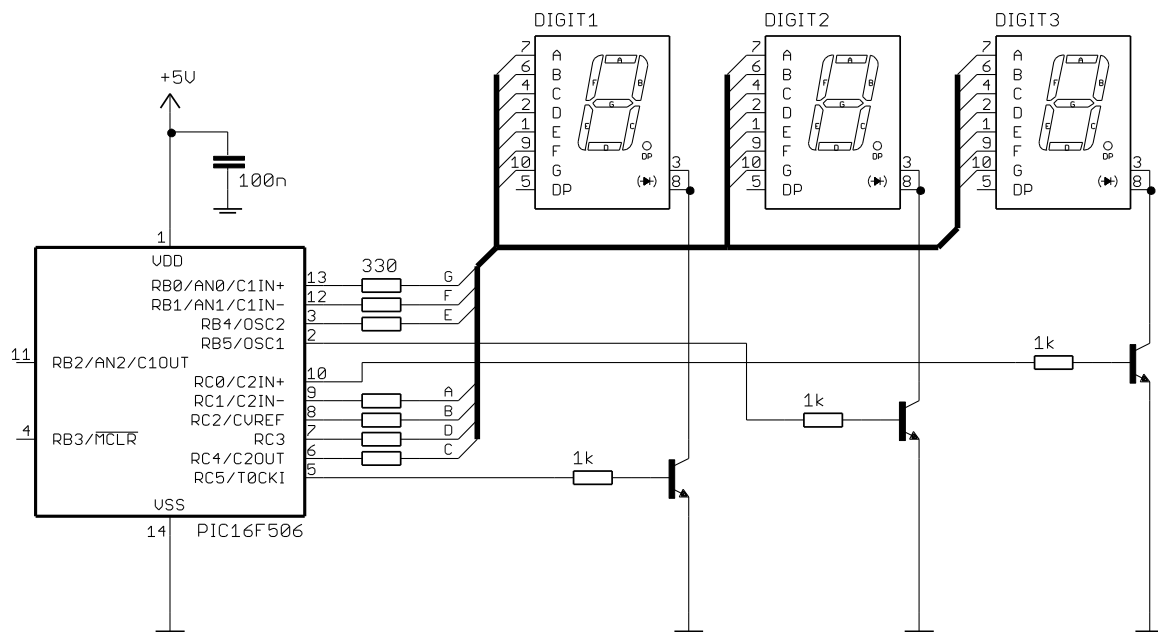 DIGIT1 DIGIT2 DIGIT3
7 A
6 B
4 C
2 D
1 E
9 F
10 G
5 DP
3
8
A
F B
G
E C
D
DP
7 A
6 B
4 C
2 D
1 E
9 F
10 G
5 DP
3
8
A
F B
G
E C
D
DP
7 A
6 B
4 C
2 D
1 E
9 F
10 G
5 DP
3
8
A
F B
G
E C
D
DP
+5V
100n
1
VDD
330
RB0/AN0/C1IN+ 13 G
RB1/AN1/C1IN- 12 F
RB4/OSC2 3 E
RB5/OSC1 2
11 RB2/AN2/C1OUT
RC0/C2IN+ 10
RC1/C2IN- 9 A
RC2/CVREF 8 B
4 RB3/MCLR
RC3 7 D
RC4/C2OUT 6 C
RC5/T0CKI 5
1k
1k
1k
VSS
14 PIC16F506